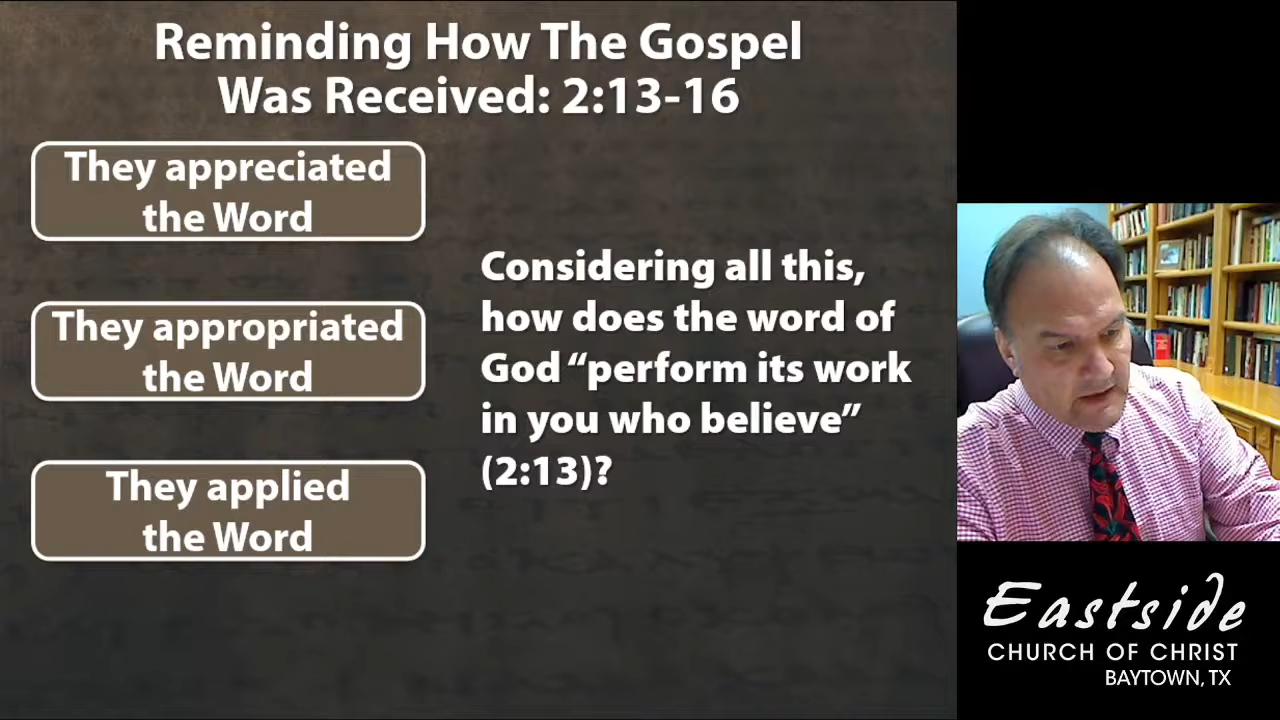 Reminding How The Gospel
Was Received: 2:13-16
They appreciated
the Word
They appropriated
the Word
They applied
the Word
Considering all this,
how does the word of
God “perform its work
in you who believe”
(2:13)?
Eastside
CHURCH OF CHRIST
BAYTOWN, TX